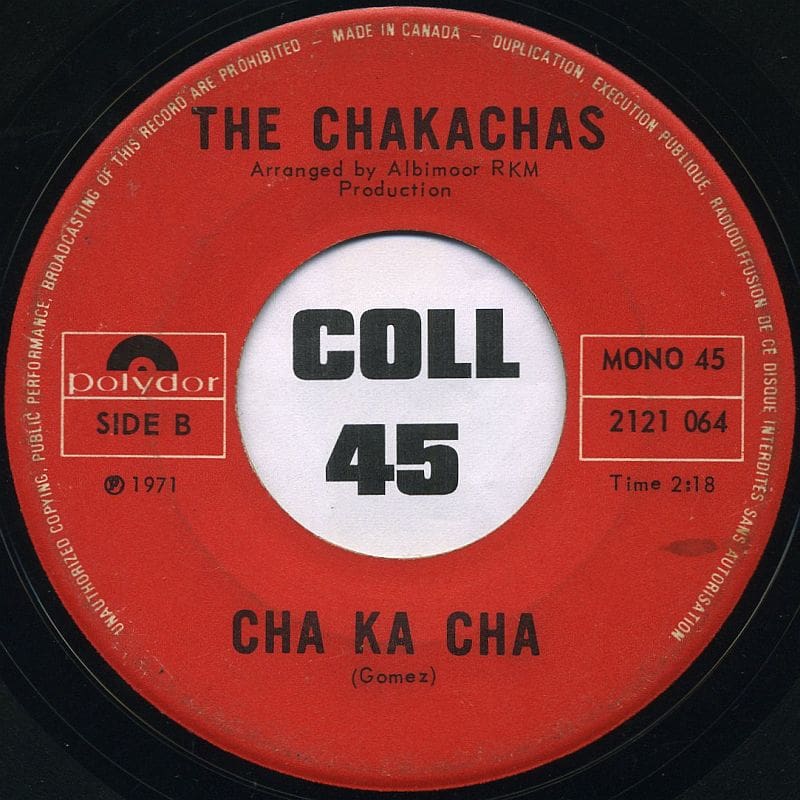 UNAUTHORIZED COPYING, PUBLIC PERFORMANCE, BROADCASTING OF THIS RECORD ARE PROHIBITED – MADE IN CANADA – DUPLICATION, EXECUTION PUBLIQUE, RADIODIFFUSION DE CE DISQUE INTERDITES SANS AUTORISATION
THE CHAKACHAS
Arranged by Albimoor RKM
Production
COLL
45
polydor
SIDE B
℗ 1971
MONO 45
2121 064
Time 2:18
CHA KA CHA
(Gomez)